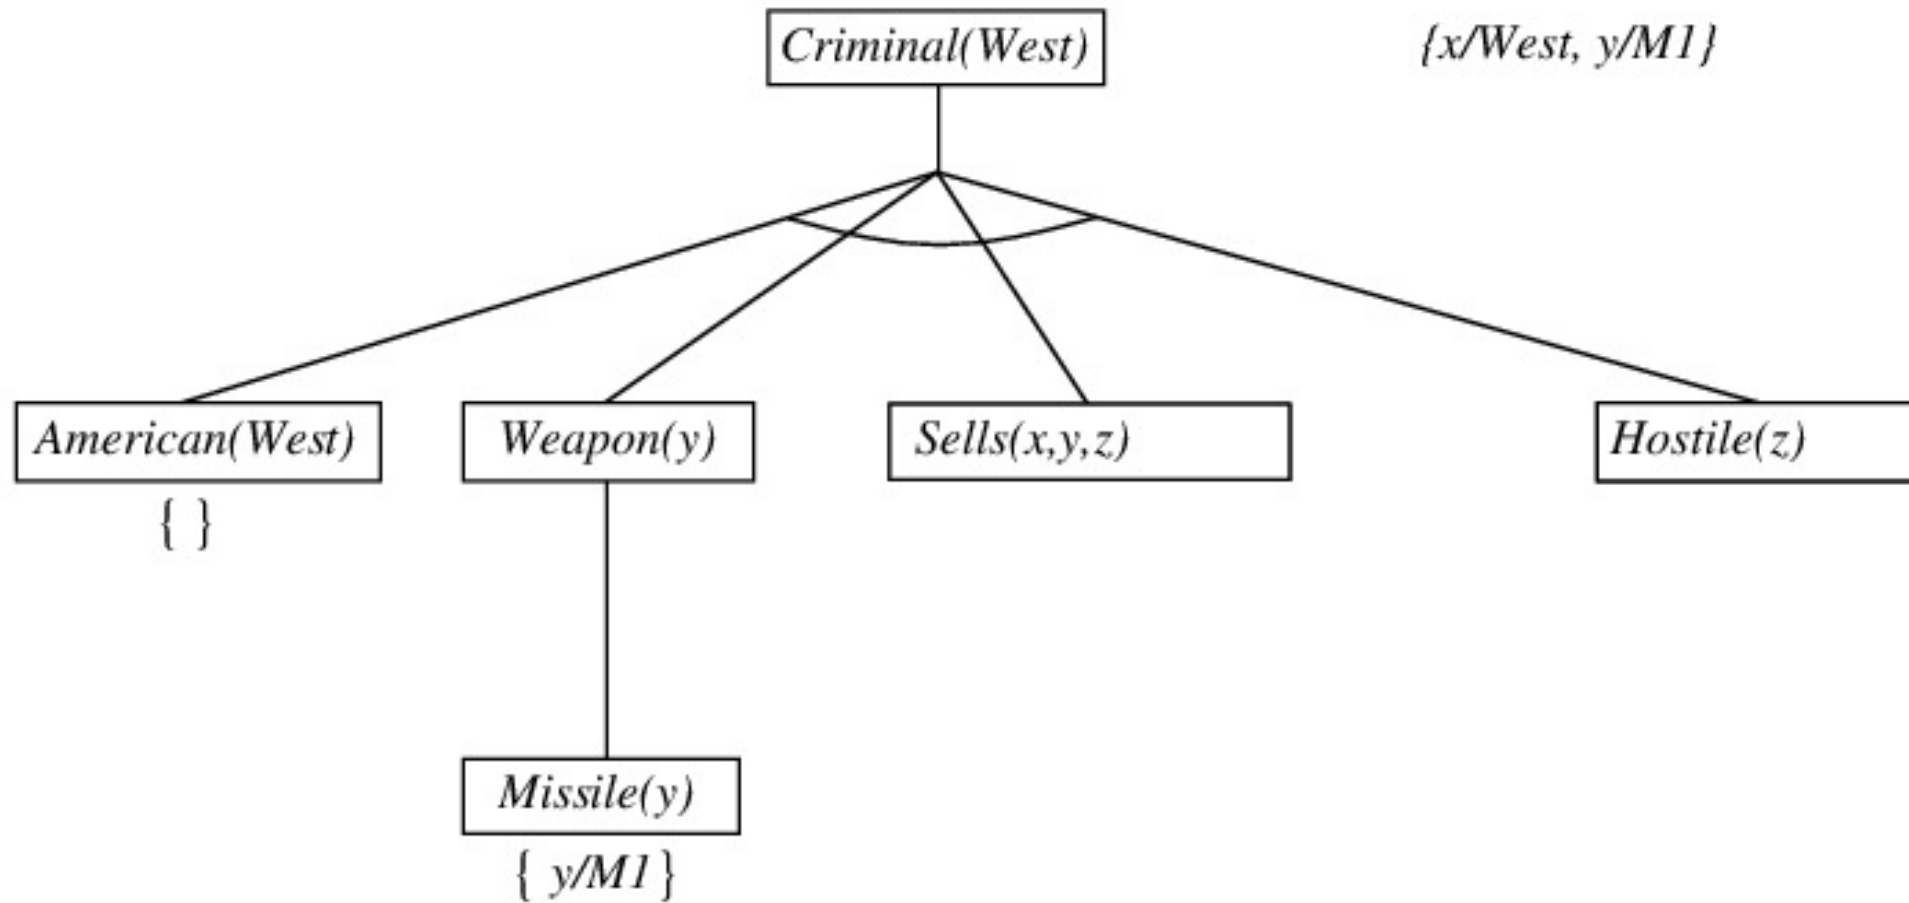 Criminal(West)
{x/West, y/M1}
American(West)
Weapon(y)
Sells(x,y,z)
Hostile(z)
{ }
Missile(y)
{ y/M1 }